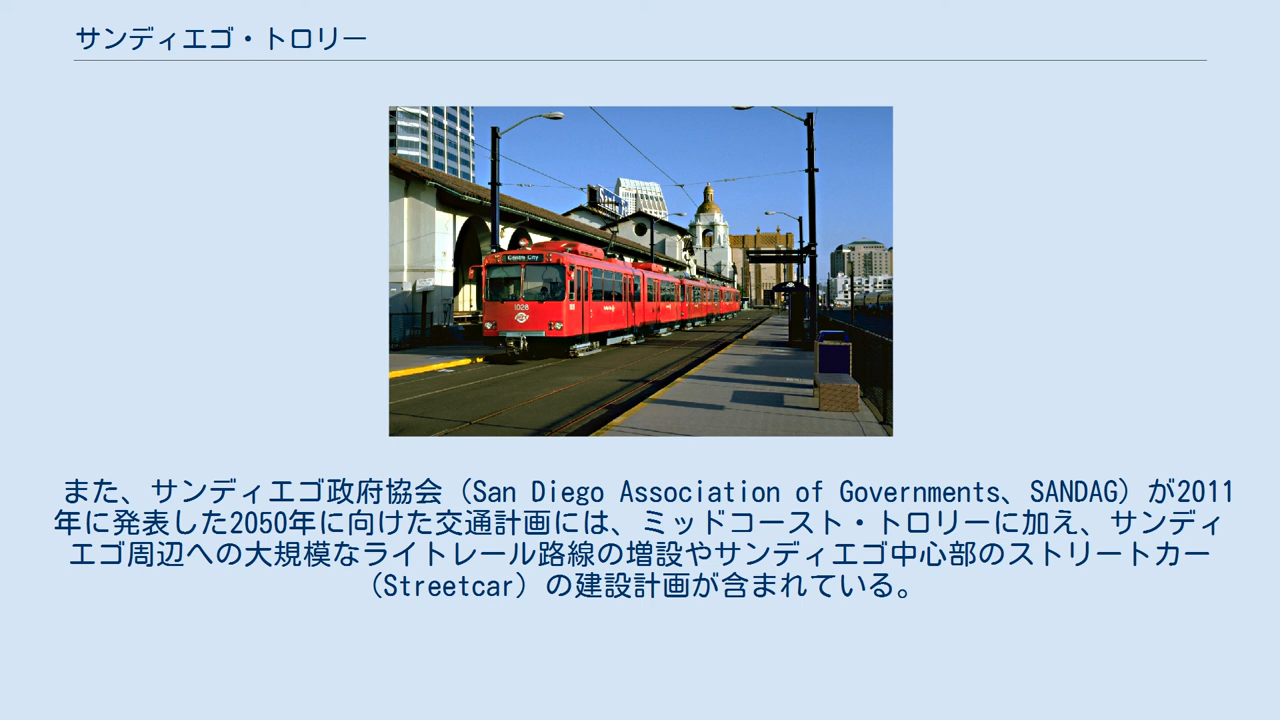 サンディエゴ・トロリー
Centre City
1028
また、サンディエゴ政府協会（San Diego Association of Governments、SANDAG）が2011
年に発表した2050年に向けた交通計画には、ミッドコースト・トロリーに加え、サンディ
エゴ周辺への大規模なライトレール路線の増設やサンディエゴ中心部のストリートカー
（Streetcar）の建設計画が含まれている。